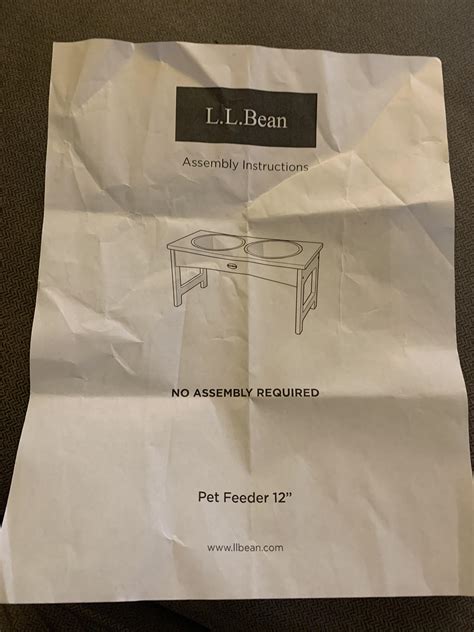 L.L.Bean
Assembly Instructions
NO ASSEMBLY REQUIRED
Pet Feeder 12”
www.llbean.com